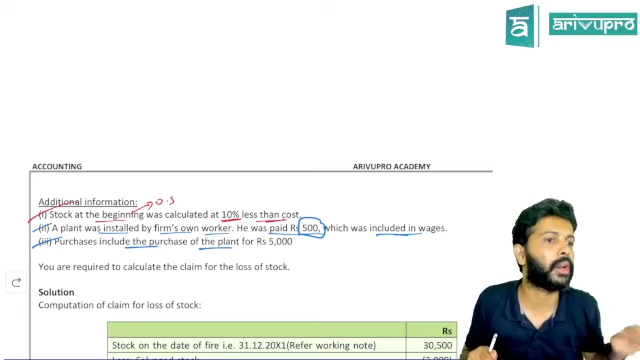 arivupro
ACCOUNTING ARIVUPRO ACADEMY
Additional information: O.S
(i) Stock at the beginning was calculated at 10% less than cost.
(ii) A plant was installed by firm's own worker. He was paid Rs 500, which was included in wages.
(iii) Purchases include the purchase of the plant for Rs 5,000
You are required to calculate the claim for the loss of stock.
Solution
Computation of claim for loss of stock:
Rs
Stock on the date of fire i.e. 31.12.20X1(Refer working note) 30,500
Less: Salvaged stock